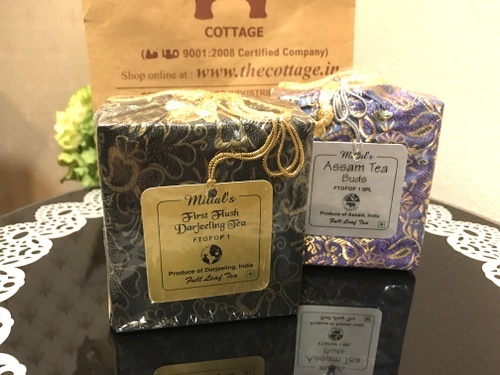 COTTAGE
9001:2008 Certified Company)
Shop online at : www.thecottage.in
Mittal's
First Flush
Darjeeling Tea
FTGFOP 1
Produce of Darjeeling, India
Full Leaf Tea
Mittal's
Assam Tea
Buds
FTGFOP 1 SPL
Produce of Assam, India
Full Leaf Tea